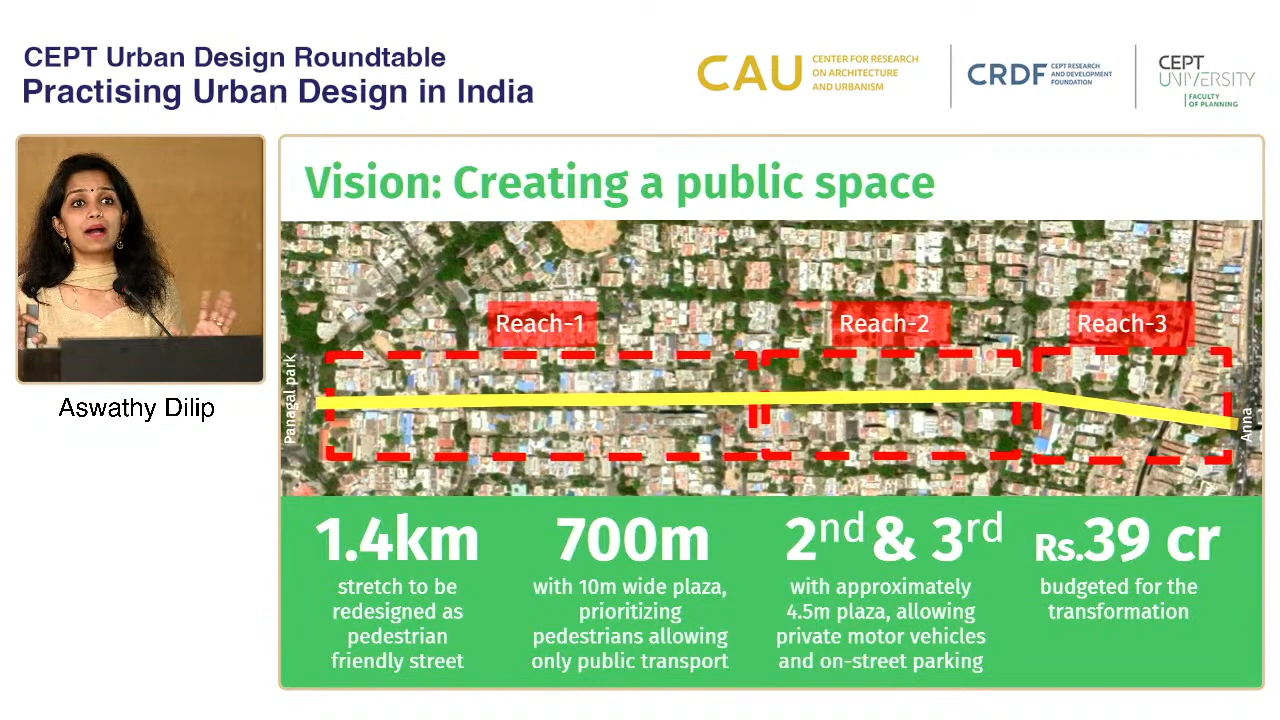 CEPT Urban Design Roundtable
Practising Urban Design in India
CAU
CENTER FOR RESEARCH
ON ARCHITECTURE
AND URBANISM
CRDF
CEPT RESEARCH
AND DEVELOPMENT
FOUNDATION
CEPT
UNIVERSITY
FACULTY
OF PLANNING
Aswathy Dilip
Vision: Creating a public space
Reach-1
Reach-2
Reach-3
Panagal park
Anna
1.4km
stretch to be
redesigned as
pedestrian
friendly street
700m
with 10m wide plaza,
prioritizing
pedestrians allowing
only public transport
2nd & 3rd
with approximately
4.5m plaza, allowing
private motor vehicles
and on-street parking
Rs.39 cr
budgeted for the
transformation